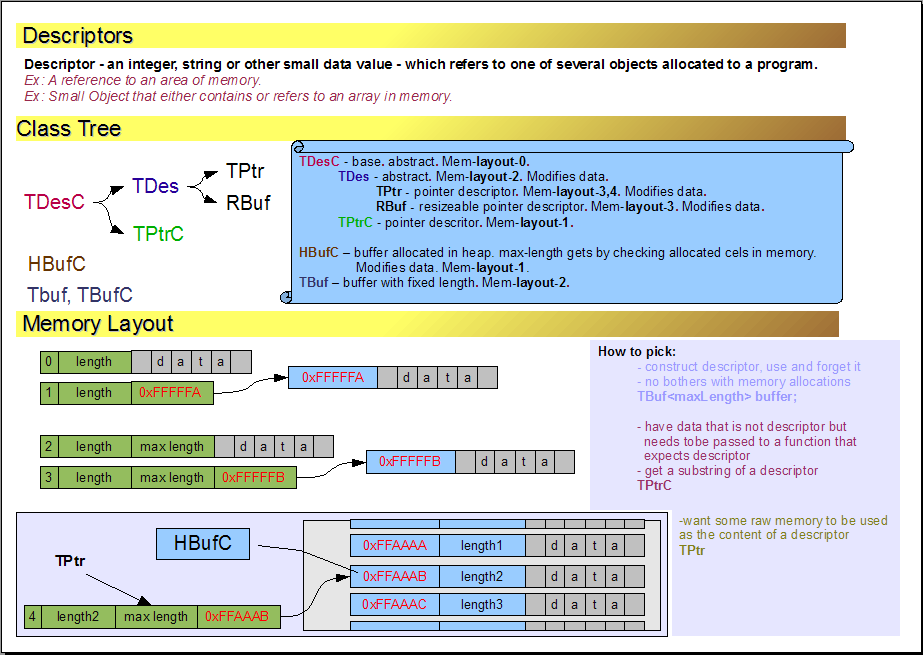 Descriptors
Descriptor - an integer, string or other small data value - which refers to one of several objects allocated to a program.
Ex: A reference to an area of memory.
Ex: Small Object that either contains or refers to an array in memory.
Class Tree
TDesC
TDes
TPtr
RBuf
TPtrC
HBufC
Tbuf, TBufC
TDesC - base. abstract. Mem-layout-0.
TDes - abstract. Mem-layout-2. Modifies data.
TPtr - pointer descriptor. Mem-layout-3,4. Modifies data.
RBuf - resizeable pointer descriptor. Mem-layout-3. Modifies data.
TPtrC - pointer descritor. Mem-layout-1.
HBufC – buffer allocated in heap. max-length gets by checking allocated cels in memory.
Modifies data. Mem-layout-1.
TBuf – buffer with fixed length. Mem-layout-2.
Memory Layout
0 length d a t a
1 length 0xFFFFFA
0xFFFFFA d a t a
2 length max length d a t a
3 length max length 0xFFFFFB
0xFFFFFB d a t a
How to pick:
- construct descriptor, use and forget it
- no bothers with memory allocations
TBuf<maxLength> buffer;
- have data that is not descriptor but
needs tobe passed to a function that
expects descriptor
- get a substring of a descriptor
TPtrC
-want some raw memory to be used
as the content of a descriptor
TPtr
HBufC
TPtr
0xFFAAAA length1 d a t a
0xFFAAAB length2 d a t a
0xFFAAAC length3 d a t a
4 length2 max length 0xFFAAAB